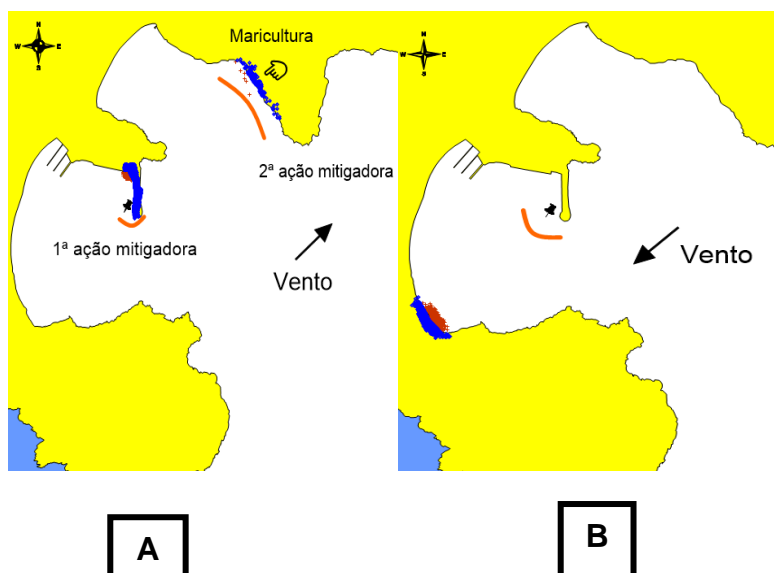 N
W E
S
Maricultura
2ª ação mitigadora
1ª ação mitigadora
Vento
A
N
W E
S
Vento
B